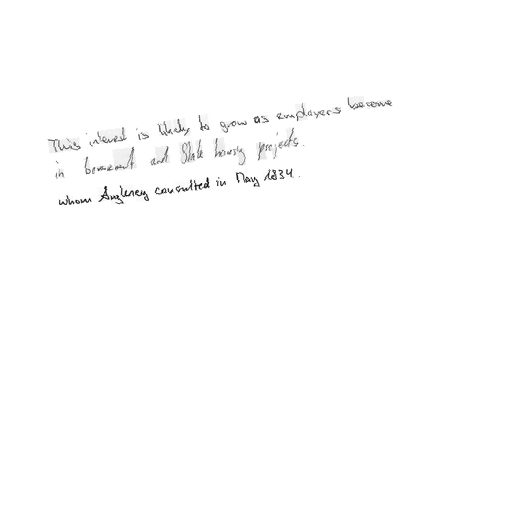 This interest is likely to grow as employers become
in and State housing projects.
whom Anglesey consulted in May 1834.